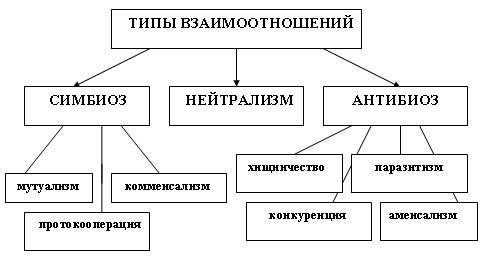 ТИПЫ ВЗАИМООТНОШЕНИЙ
СИМБИОЗ
НЕЙТРАЛИЗМ
АНТИБИОЗ
хищничество
паразитизм
мутуализм
комменсализм
протокооперация
конкуренция
аменсализм